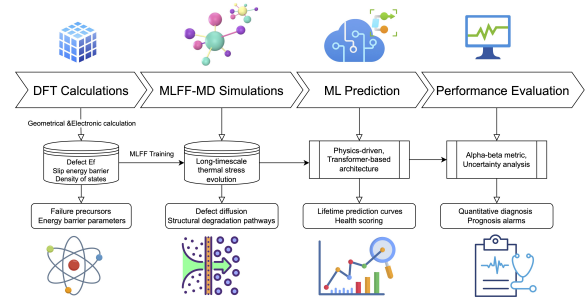 DFT Calculations
MLFF-MD Simulations
ML Prediction
Performance Evaluation
Geometrical &Electronic calculation
Defect Ef
Slip energy barrier
Density of states
MLFF Training
Long-timescale
thermal stress
evolution
Physics-driven,
Transformer-based
architecture
Alpha-beta metric,
Uncertainty analysis
Failure precursors
Energy barrier parameters
Defect diffusion
Structural degradation pathways
Lifetime prediction curves
Health scoring
Quantitative diagnosis
Prognosis alarms